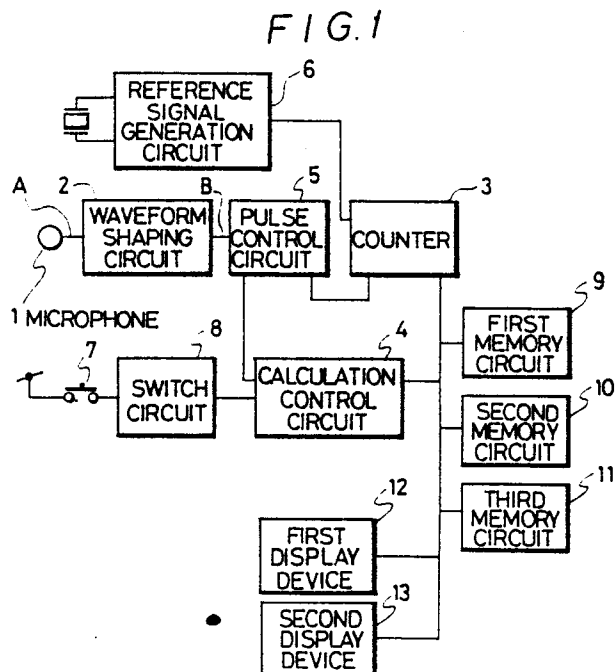 FIG.1
6
REFERENCE
SIGNAL
GENERATION
CIRCUIT
A
2
WAVEFORM
SHAPING
CIRCUIT
B
5
PULSE
CONTROL
CIRCUIT
3
COUNTER
1 MICROPHONE
7
8
SWITCH
CIRCUIT
4
CALCULATION
CONTROL
CIRCUIT
9
FIRST
MEMORY
CIRCUIT
10
SECOND
MEMORY
CIRCUIT
11
THIRD
MEMORY
CIRCUIT
12
FIRST
DISPLAY
DEVICE
13
SECOND
DISPLAY
DEVICE